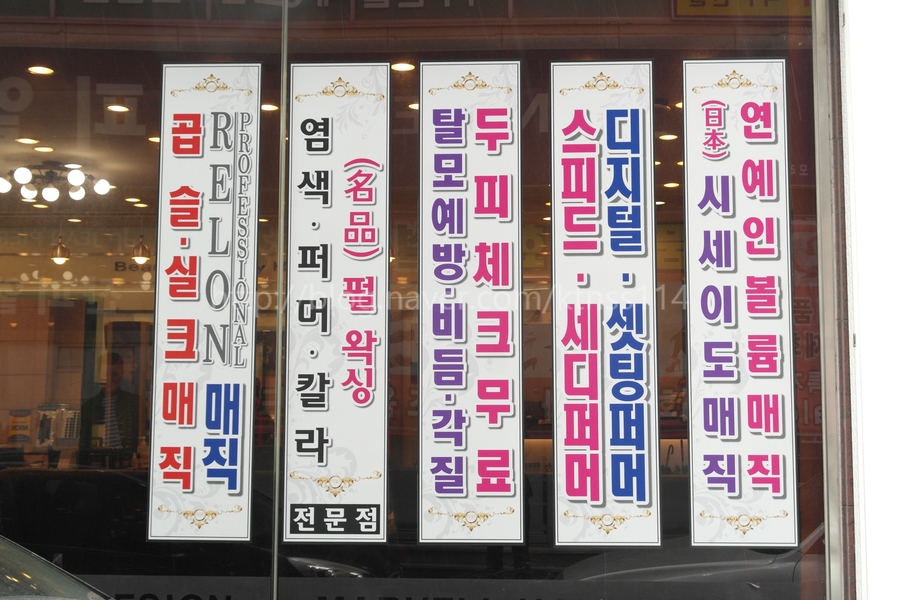 곱슬·실크매직
RELON
PROFESSIONAL
매직
염색·퍼머·칼라
(名品)펄 왁싱
전문점
탈모예방·비듬·각질
두피체크무료
스피드·세디퍼머
디지털·셋팅퍼머
(日本)시세이도매직
연예인볼륨매직